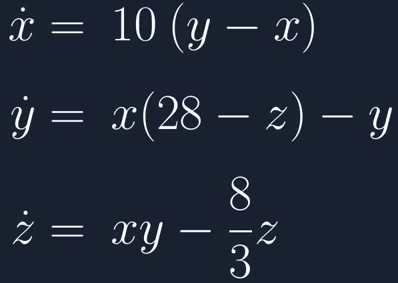 ẋ = 10 (y − x)
ẏ = x(28 − z) − y
ż = xy − 8/3 z